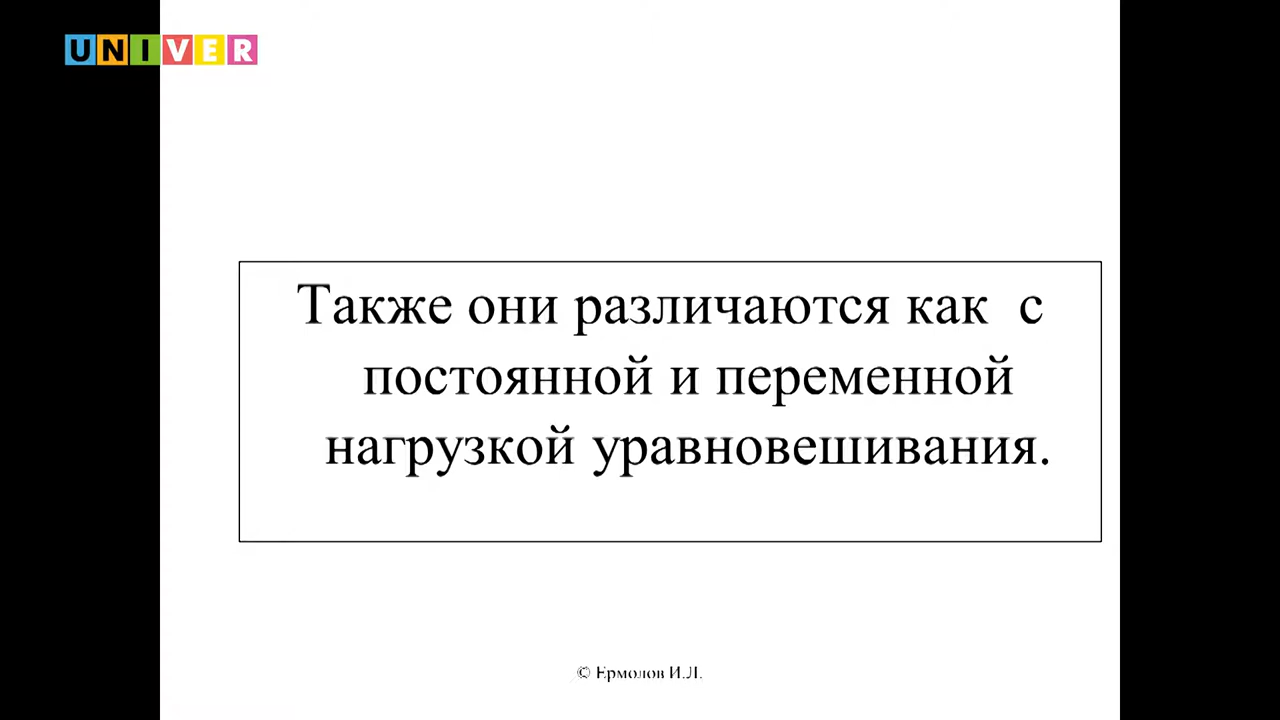 UNIVER
Также они различаются как с
постоянной и переменной
нагрузкой уравновешивания.
© Ермолов И.Л.